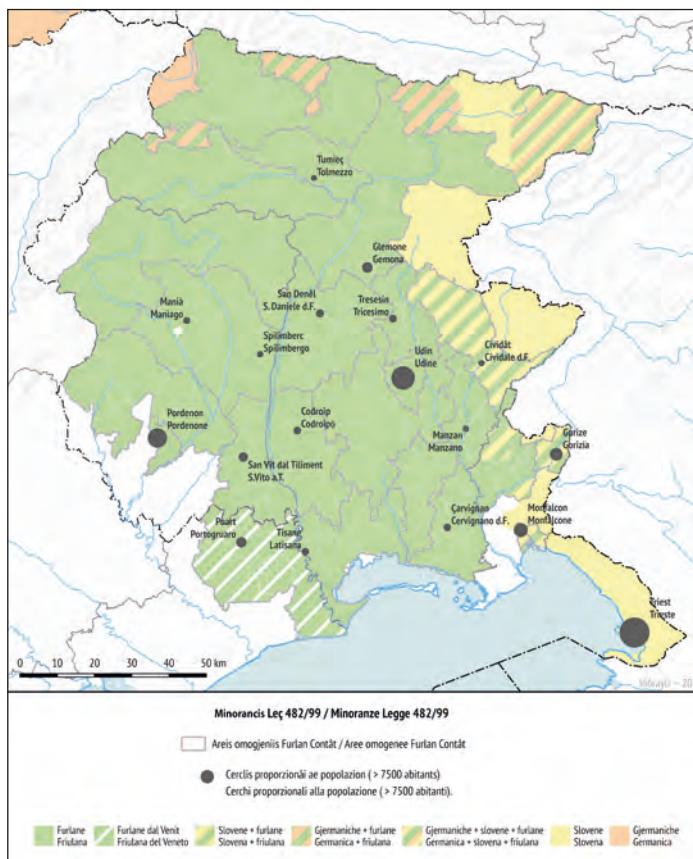 Tumieç
Tolmezzo
Glemone
Gemona
San Denêl
S. Daniele d.F.
Tresesin
Tricesimo
Manià
Maniago
Spilimberc
Spilimbergo
Cividât
Cividale d.F.
Udin
Udine
Pordenon
Pordenone
Codroip
Codroipo
Manzan
Manzano
Gurize
Gorizia
San Vît dal Tiliment
S.Vito a.T.
Çarvignan
Cervignano d.F.
Monfalcon
Monfalcone
Puart
Portogruaro
Tisane
Latisana
Triest
Trieste
0 10 20 30 40 50 km
Minorancis Leç 482/99 / Minoranze Legge 482/99
Areis omogjeniis Furlan Contât / Aree omogenee Furlan Contât
Cerclis proporzionâi ae popolazion ( > 7500 abitants)
Cerchi proporzionali alla popolazione ( > 7500 abitanti).
Furlane
Friulana
Furlane dal Venit
Friulana del Veneto
Slovene + furlane
Slovena + friulana
Gjermaniche + furlane
Germanica + friulana
Gjermaniche + slovene + furlane
Germanica + slovena + friulana
Slovene
Slovena
Gjermaniche
Germanica